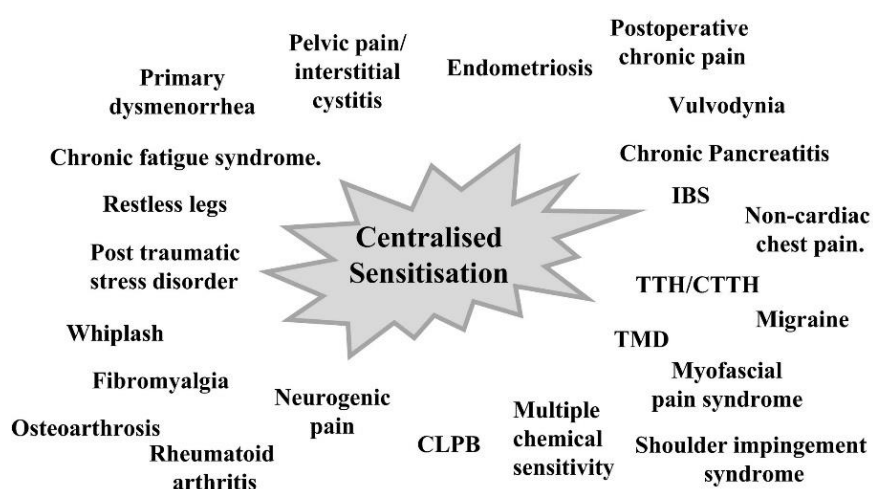 Postoperative
chronic pain
Pelvic pain/
interstitial
cystitis
Endometriosis
Primary
dysmenorrhea
Vulvodynia
Chronic fatigue syndrome.
Chronic Pancreatitis
Restless legs
IBS
Non-cardiac
chest pain.
Centralised
Sensitisation
Post traumatic
stress disorder
TTH/CTTH
Migraine
Whiplash
TMD
Fibromyalgia
Myofascial
pain syndrome
Neurogenic
pain
Osteoarthrosis
Rheumatoid
arthritis
CLPB
Multiple
chemical
sensitivity
Shoulder impingement
syndrome